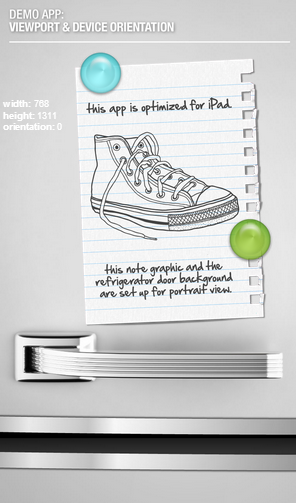 DEMO APP:
VIEWPORT & DEVICE ORIENTATION
width: 768
height: 1311
orientation: 0
this app is optimized for iPad.
this note graphic and the
refrigerator door background
are set up for portrait view.